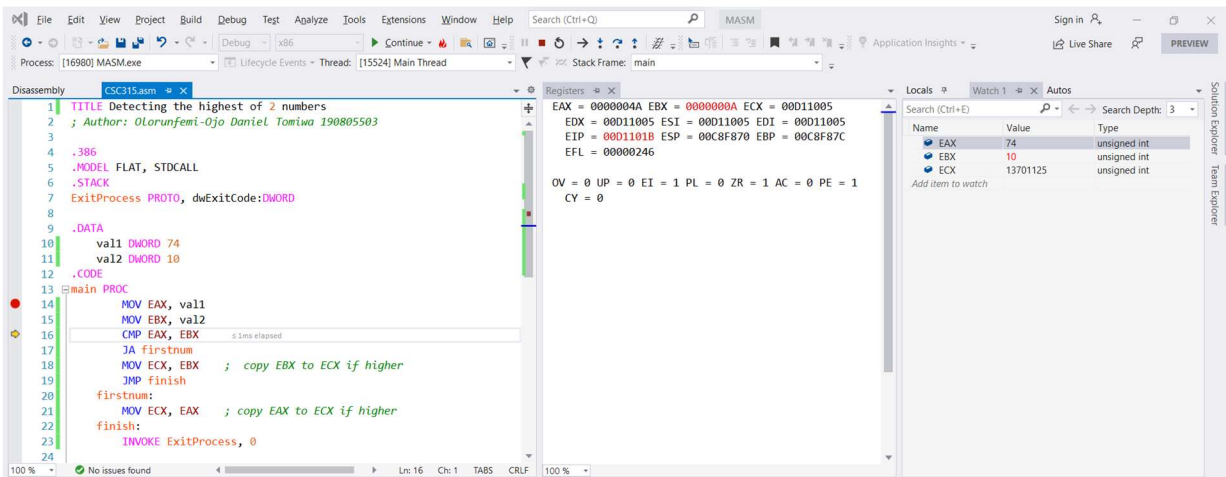 File Edit View Project Build Debug Test Analyze Tools Extensions Window Help Search (Ctrl+Q) MASM Sign in
Debug x86 Continue Application Insights Live Share PREVIEW
Process: [16980] MASM.exe Lifecycle Events Thread: [15524] Main Thread Stack Frame: main
Disassembly CSC315.asm
1 TITLE Detecting the highest of 2 numbers
2 ; Author: Olorunfemi-Ojo Daniel Tomiwa 190805503
3
4 .386
5 .MODEL FLAT, STDCALL
6 .STACK
7 ExitProcess PROTO, dwExitCode:DWORD
8
9 .DATA
10 val1 DWORD 74
11 val2 DWORD 10
12 .CODE
13 main PROC
14 MOV EAX, val1
15 MOV EBX, val2
16 CMP EAX, EBX ≤ 1ms elapsed
17 JA firstnum
18 MOV ECX, EBX ; copy EBX to ECX if higher
19 JMP finish
20 firstnum:
21 MOV ECX, EAX ; copy EAX to ECX if higher
22 finish:
23 INVOKE ExitProcess, 0
24
100 % No issues found Ln: 16 Ch: 1 TABS CRLF
Registers
EAX = 0000004A EBX = 0000000A ECX = 00D11005
EDX = 00D11005 ESI = 00D11005 EDI = 00D11005
EIP = 00D1101B ESP = 00C8F870 EBP = 00C8F87C
EFL = 00000246
OV = 0 UP = 0 EI = 1 PL = 0 ZR = 1 AC = 0 PE = 1
CY = 0
100 %
Locals Watch 1 Autos
Search (Ctrl+E) Search Depth: 3
Name Value Type
EAX 74 unsigned int
EBX 10 unsigned int
ECX 13701125 unsigned int
Add item to watch
Solution Explorer
Team Explorer